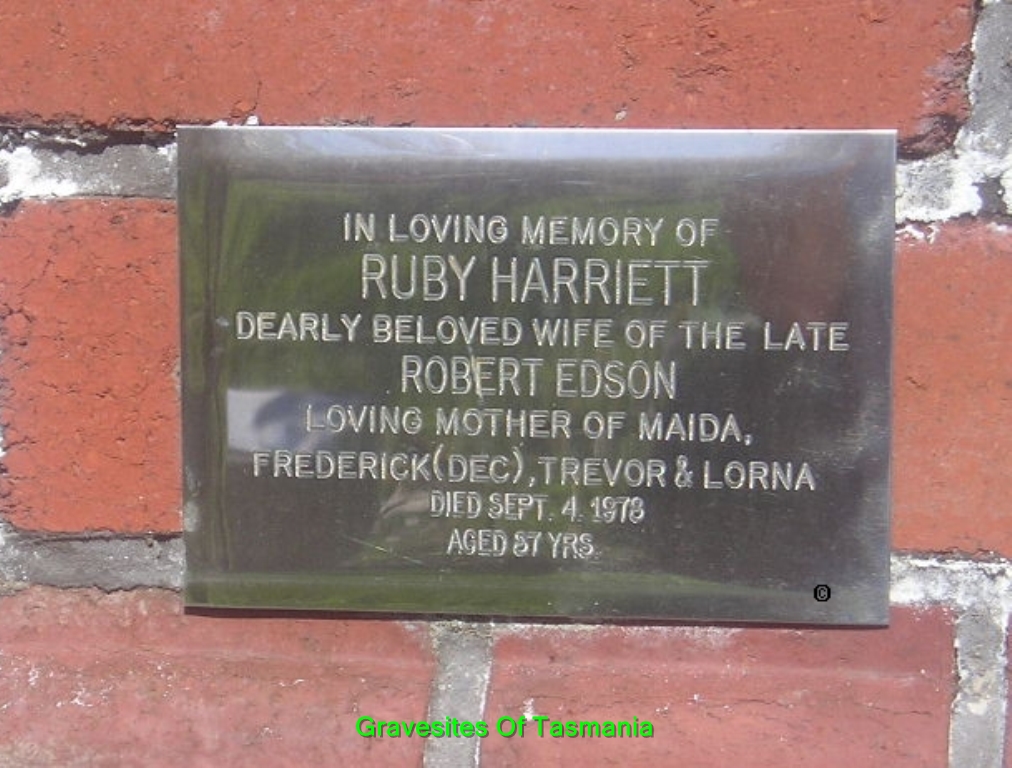 IN LOVING MEMORY OF
RUBY HARRIETT
DEARLY BELOVED WIFE OF THE LATE
ROBERT EDSON
LOVING MOTHER OF MAIDA,
FREDERICK(DEC), TREVOR & LORNA
DIED SEPT. 4. 1978
AGED 87 YRS.
©
Gravesites Of Tasmania